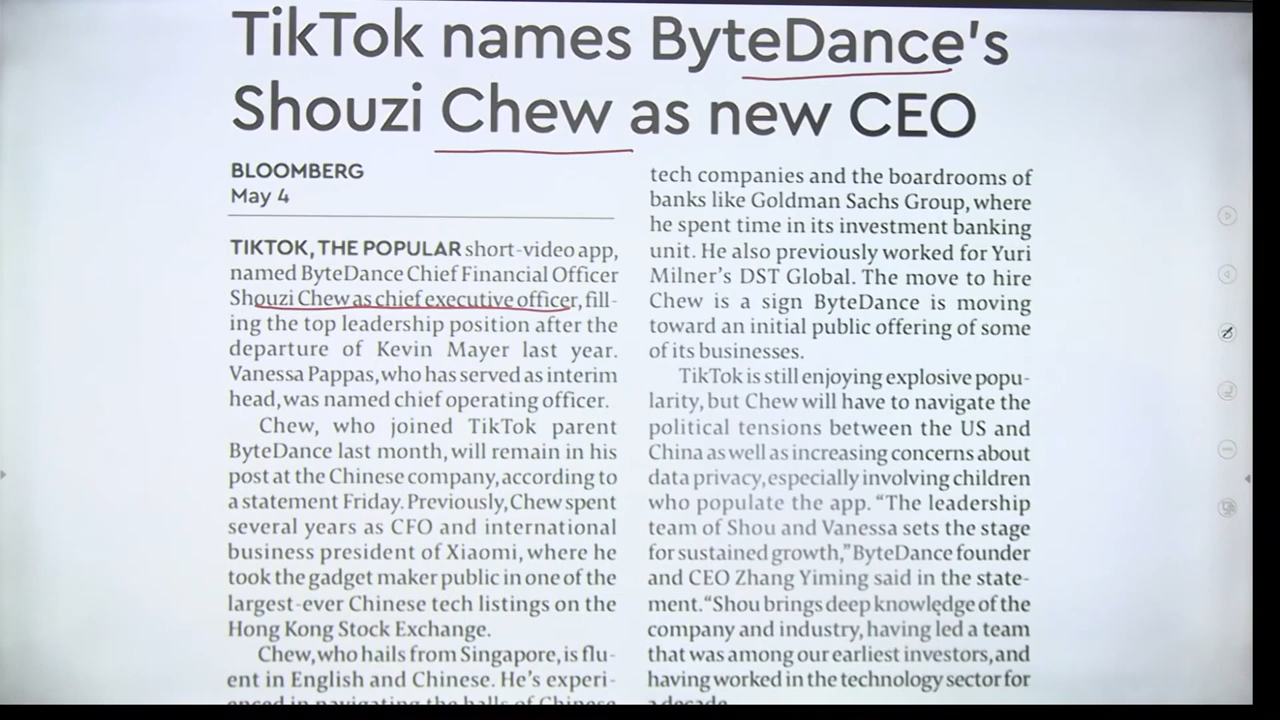 TikTok names ByteDance's
Shouzi Chew as new CEO
BLOOMBERG
May 4
TIKTOK, THE POPULAR short-video app,
named ByteDance Chief Financial Officer
Shouzi Chew as chief executive officer, fill-
ing the top leadership position after the
departure of Kevin Mayer last year.
Vanessa Pappas, who has served as interim
head, was named chief operating officer.
Chew, who joined TikTok parent
ByteDance last month, will remain in his
post at the Chinese company, according to
a statement Friday. Previously, Chew spent
several years as CFO and international
business president of Xiaomi, where he
took the gadget maker public in one of the
largest-ever Chinese tech listings on the
Hong Kong Stock Exchange.
Chew, who hails from Singapore, is flu-
ent in English and Chinese. He's experi-
enced in navigating the halls of Chinese
tech companies and the boardrooms of
banks like Goldman Sachs Group, where
he spent time in its investment banking
unit. He also previously worked for Yuri
Milner's DST Global. The move to hire
Chew is a sign ByteDance is moving
toward an initial public offering of some
of its businesses.
TikTok is still enjoying explosive popu-
larity, but Chew will have to navigate the
political tensions between the US and
China as well as increasing concerns about
data privacy, especially involving children
who populate the app. “The leadership
team of Shou and Vanessa sets the stage
for sustained growth,” ByteDance founder
and CEO Zhang Yiming said in the state-
ment. “Shou brings deep knowledge of the
company and industry, having led a team
that was among our earliest investors, and
having worked in the technology sector for
a decade.